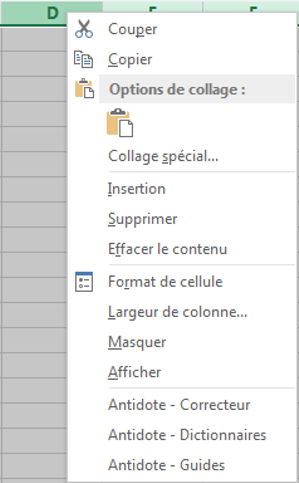 D E F
Couper
Copier
Options de collage :
Collage spécial...
Insertion
Supprimer
Effacer le contenu
Format de cellule
Largeur de colonne...
Masquer
Afficher
Antidote - Correcteur
Antidote - Dictionnaires
Antidote - Guides